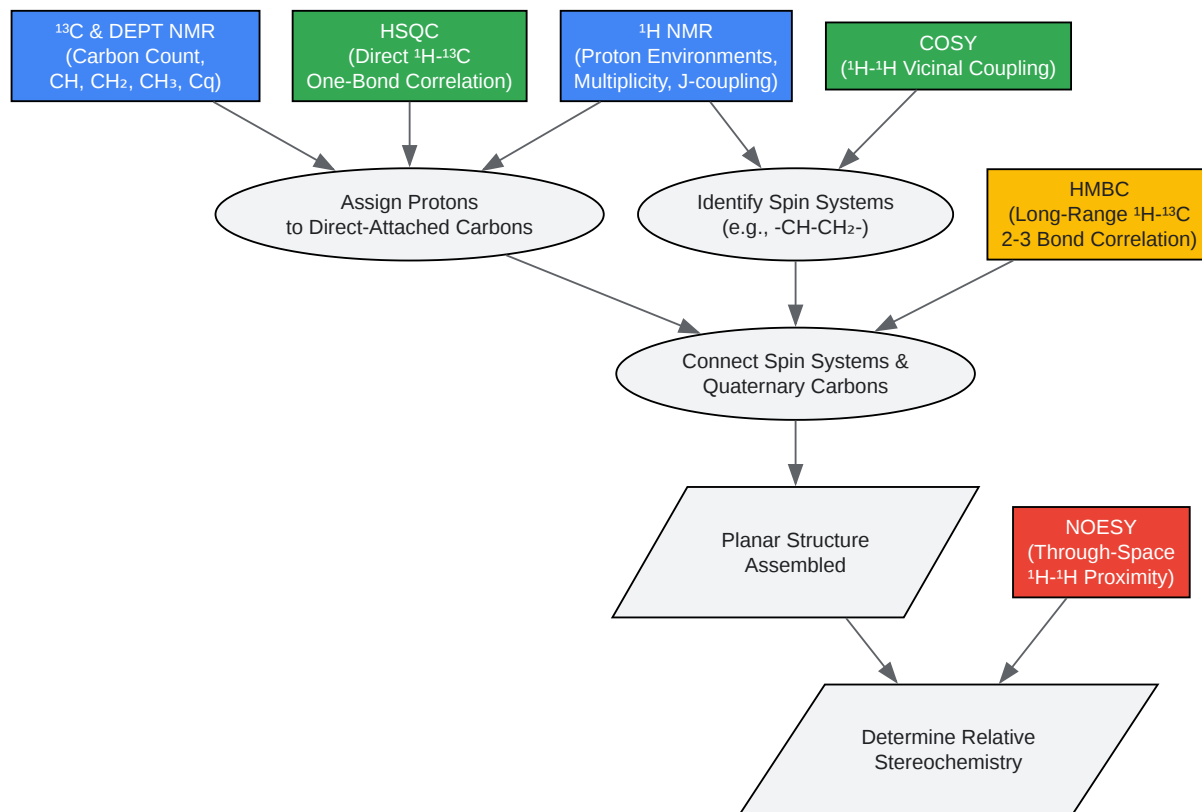 ¹³C & DEPT NMR
(Carbon Count,
CH, CH₂, CH₃, Cq)
HSQC
(Direct ¹H-¹³C
One-Bond Correlation)
¹H NMR
(Proton Environments,
Multiplicity, J-coupling)
COSY
(¹H-¹H Vicinal Coupling)
Assign Protons
to Direct-Attached Carbons
Identify Spin Systems
(e.g., -CH-CH₂-)
HMBC
(Long-Range ¹H-¹³C
2-3 Bond Correlation)
Connect Spin Systems &
Quaternary Carbons
Planar Structure
Assembled
NOESY
(Through-Space
¹H-¹H Proximity)
Determine Relative
Stereochemistry